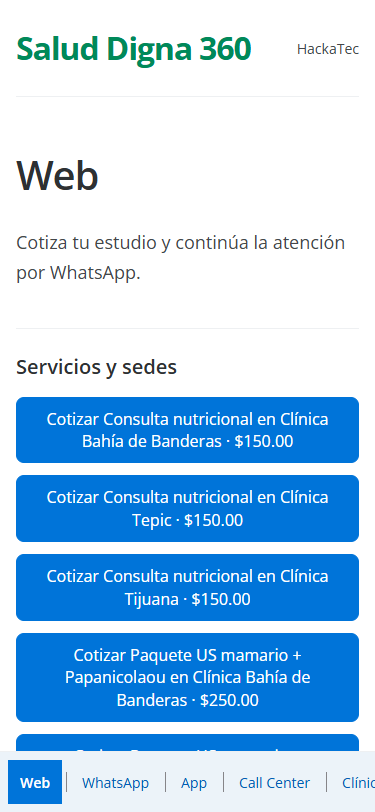 Salud Digna 360
HackaTec
Web
Cotiza tu estudio y continúa la atención
por WhatsApp.
Servicios y sedes
Cotizar Consulta nutricional en Clínica
Bahía de Banderas · $150.00
Cotizar Consulta nutricional en Clínica
Tepic · $150.00
Cotizar Consulta nutricional en Clínica
Tijuana · $150.00
Cotizar Paquete US mamario +
Papanicolaou en Clínica Bahía de
Banderas · $250.00
Web
WhatsApp
App
Call Center